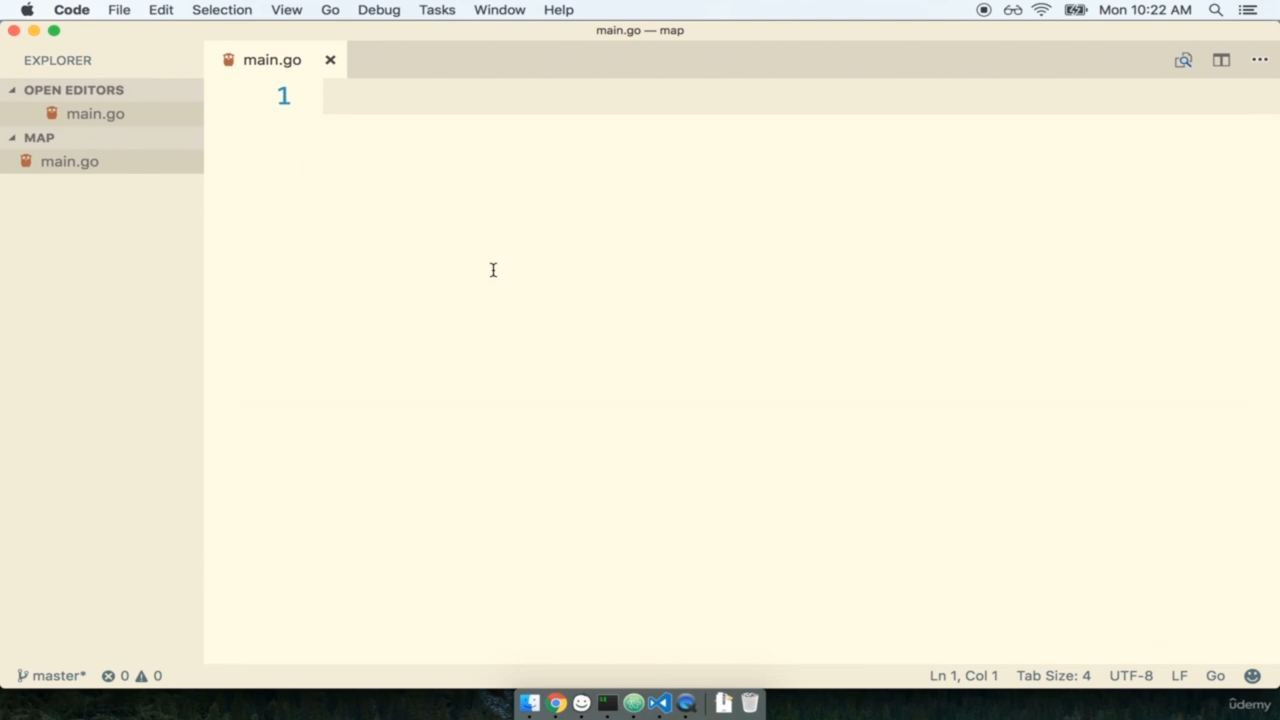 Code File Edit Selection View Go Debug Tasks Window Help Mon 10:22 AM
main.go — map
EXPLORER
main.go
OPEN EDITORS
main.go
1
MAP
main.go
master* 0 0 Ln 1, Col 1 Tab Size: 4 UTF-8 LF Go
ûdemy